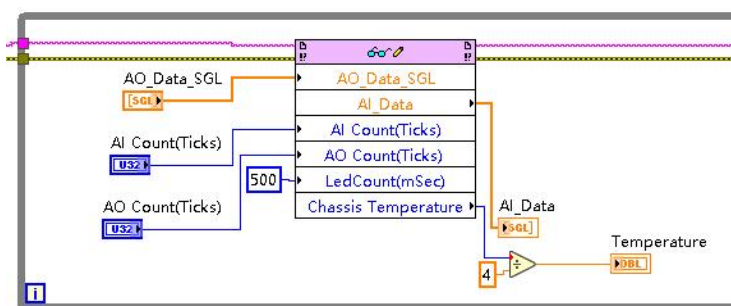 AO_Data_SGL
[SGL
AI Count(Ticks)
U32
AO Count(Ticks)
U32
500
AO_Data_SGL
AI_Data
AI Count(Ticks)
AO Count(Ticks)
LedCount(mSec)
Chassis Temperature
AI_Data
SGL]
Temperature
DBL
4
÷
i